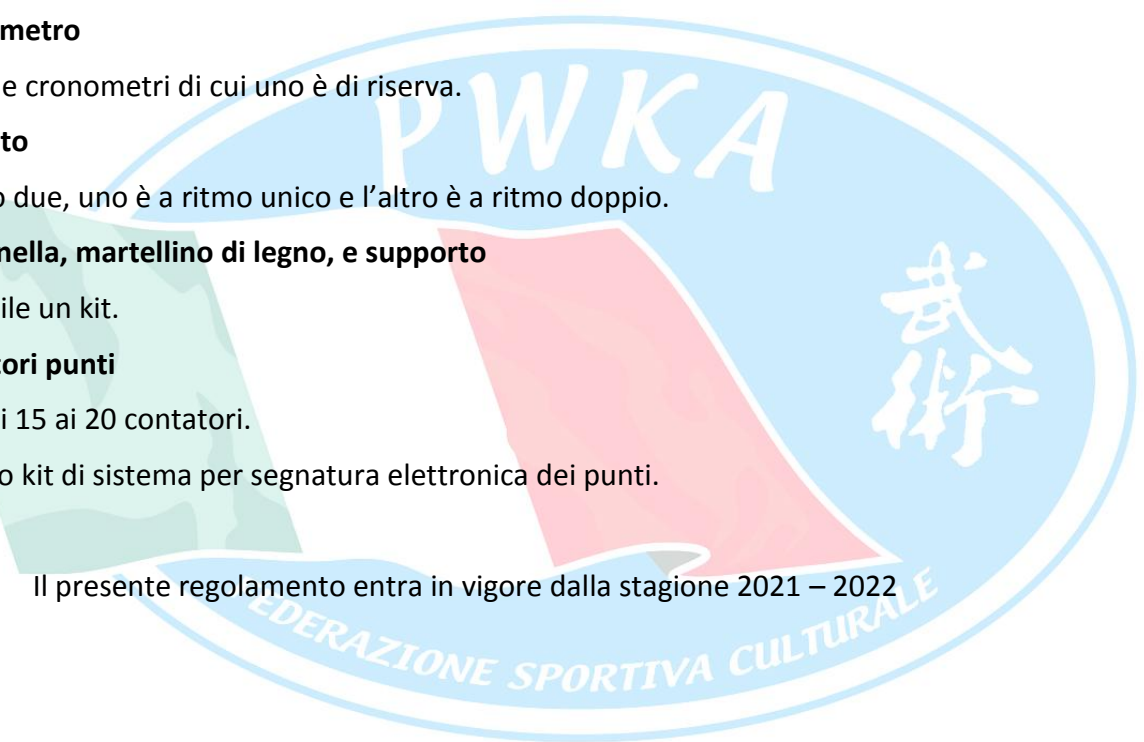 metro
e cronometri di cui uno è di riserva.
to
o due, uno è a ritmo unico e l’altro è a ritmo doppio.
nella, martellino di legno, e supporto
ile un kit.
tori punti
i 15 ai 20 contatori.
o kit di sistema per segnatura elettronica dei punti.
Il presente regolamento entra in vigore dalla stagione 2021 – 2022
PWKA
武術
FEDERAZIONE SPORTIVA CULTURALE